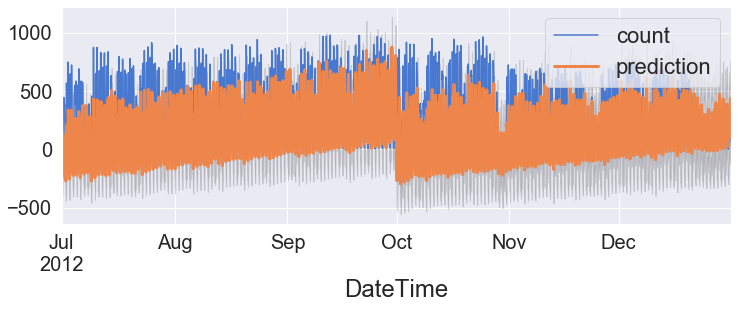 1000
500
0
−500
Jul
2012
Aug
Sep
Oct
Nov
Dec
DateTime
count
prediction